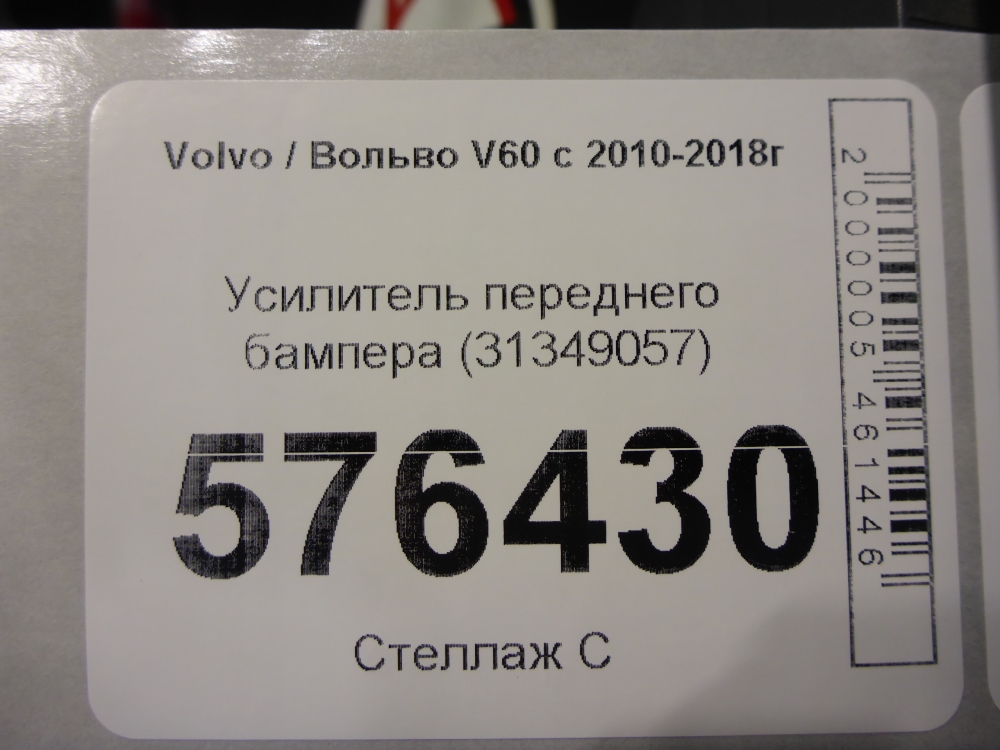 Volvo / Вольво V60 с 2010-2018г
Усилитель переднего
бампера (31349057)
576430
Стеллаж С
2000005461446